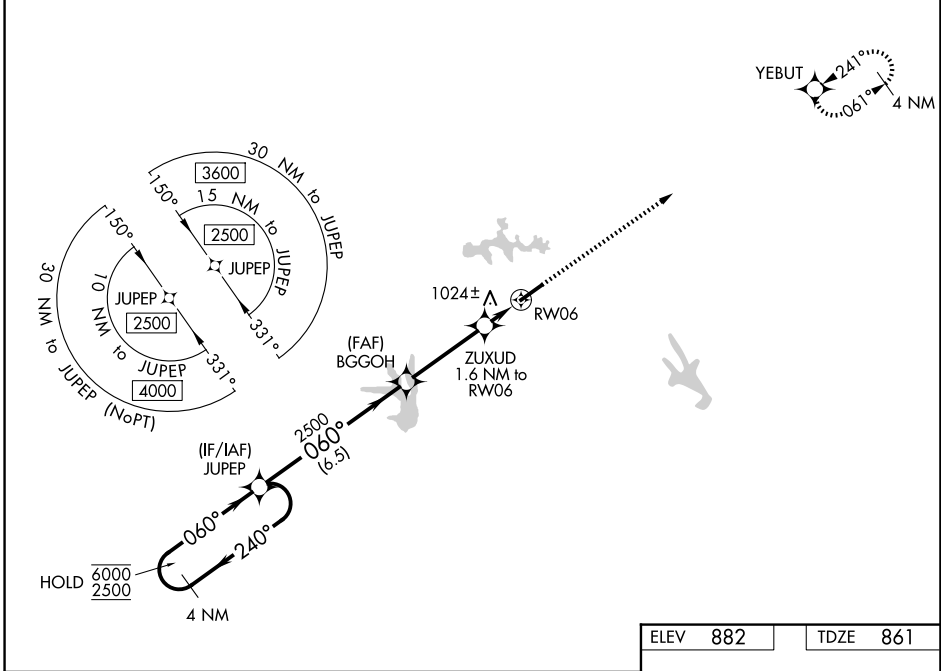 YEBUT
241°
061°
4 NM
30 NM to JUPEP
3600
150°
15 NM to JUPEP
2500
JUPEP
331°
30 NM to JUPEP (NoPT)
150°
10 NM to JUPEP
JUPEP
2500
4000
331°
1024±
RW06
(FAF)
BGGOH
ZUXUD
1.6 NM to
RW06
2500
060°
(6.5)
(IF/IAF)
JUPEP
060°
240°
HOLD 6000
2500
4 NM
ELEV 882 TDZE 861